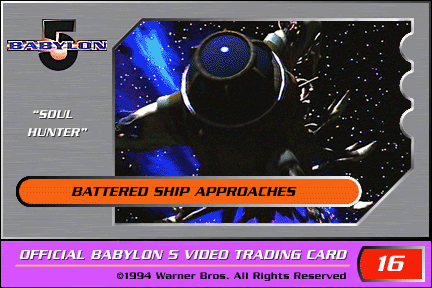 5
BABYLON
"SOUL
HUNTER"
BATTERED SHIP APPROACHES
OFFICIAL BABYLON 5 VIDEO TRADING CARD
16
©1994 Warner Bros. All Rights Reserved